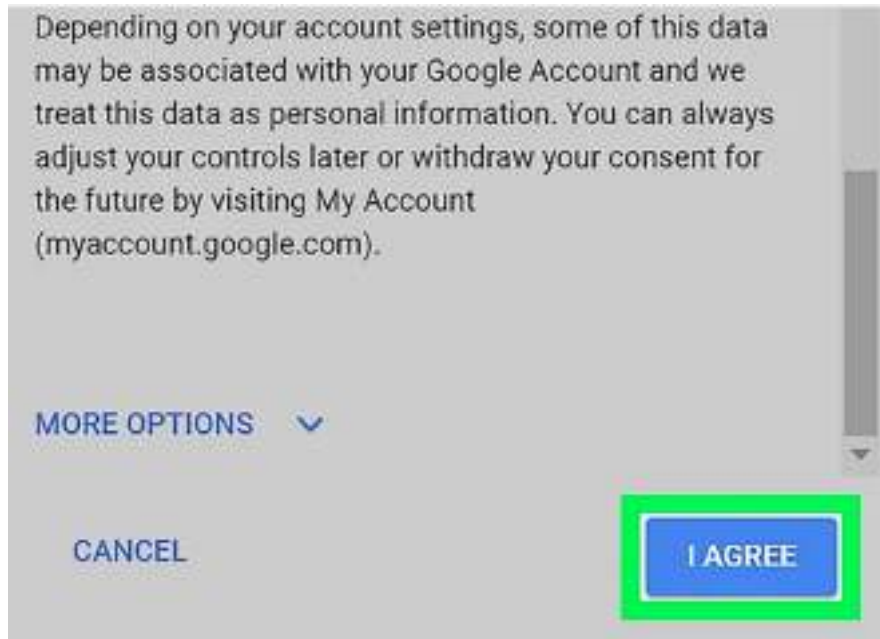 Depending on your account settings, some of this data
may be associated with your Google Account and we
treat this data as personal information. You can always
adjust your controls later or withdraw your consent for
the future by visiting My Account
(myaccount.google.com).
MORE OPTIONS
CANCEL
I AGREE